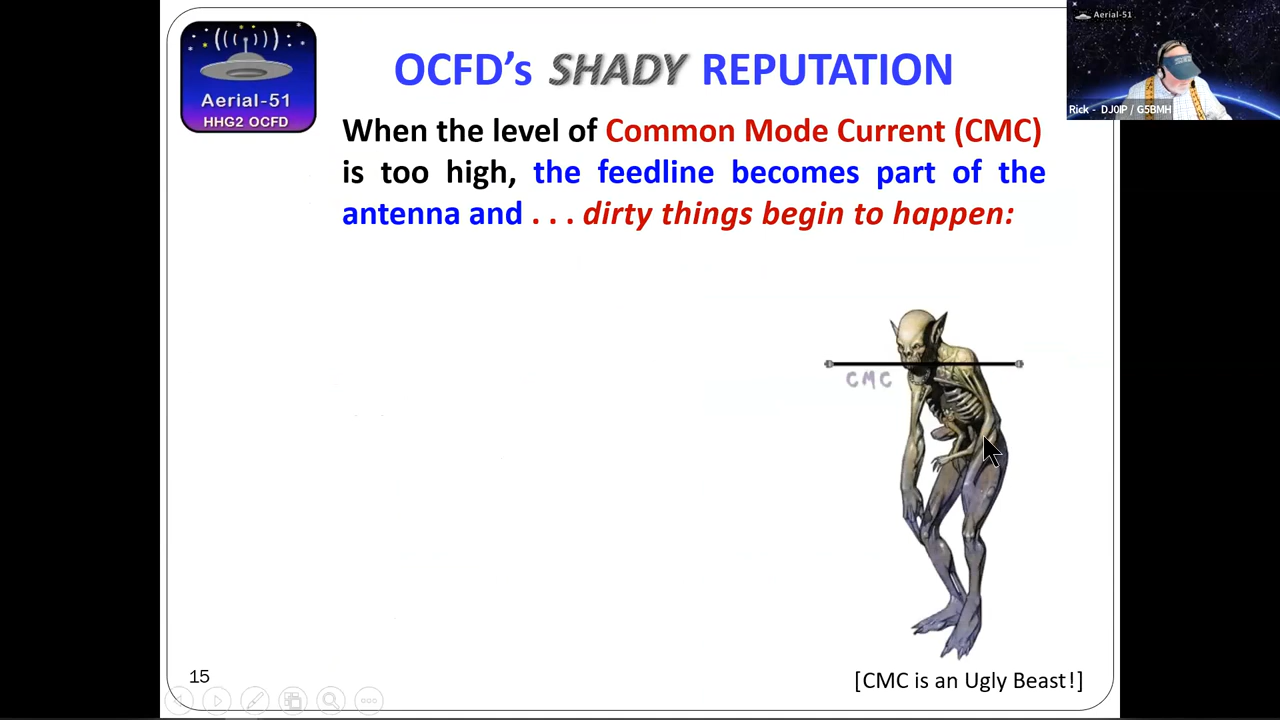 OCFD's SHADY REPUTATION
Aerial-51
HHG2 OCFD
When the level of Common Mode Current (CMC)
is too high, the feedline becomes part of the
antenna and . . . dirty things begin to happen:
CMC
15
[CMC is an Ugly Beast!]
Aerial-51
Rick - DJ0IP / G5BMH